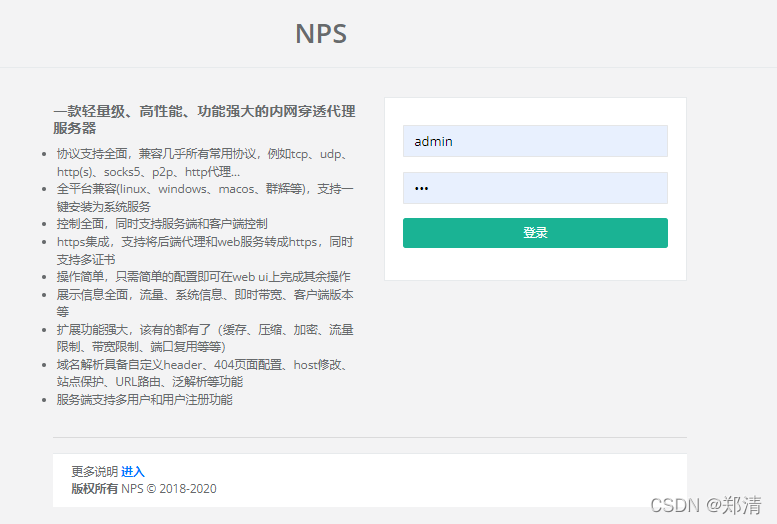 NPS
一款轻量级、高性能、功能强大的内网穿透代理
服务器
协议支持全面，兼容几乎所有常用协议，例如tcp、udp、
http(s)、socks5、p2p、http代理...
全平台兼容(linux、windows、macos、群辉等)，支持一
键安装为系统服务
控制全面，同时支持服务端和客户端控制
https集成，支持将后端代理和web服务转成https，同时
支持多证书
操作简单，只需简单的配置即可在web ui上完成其余操作
展示信息全面，流量、系统信息、即时带宽、客户端版本
等
扩展功能强大，该有的都有了（缓存、压缩、加密、流量
限制、带宽限制、端口复用等等）
域名解析具备自定义header、404页面配置、host修改、
站点保护、URL路由、泛解析等功能
服务端支持多用户和用户注册功能
admin
•••
登录
更多说明 进入
版权所有 NPS © 2018-2020
CSDN @郑清